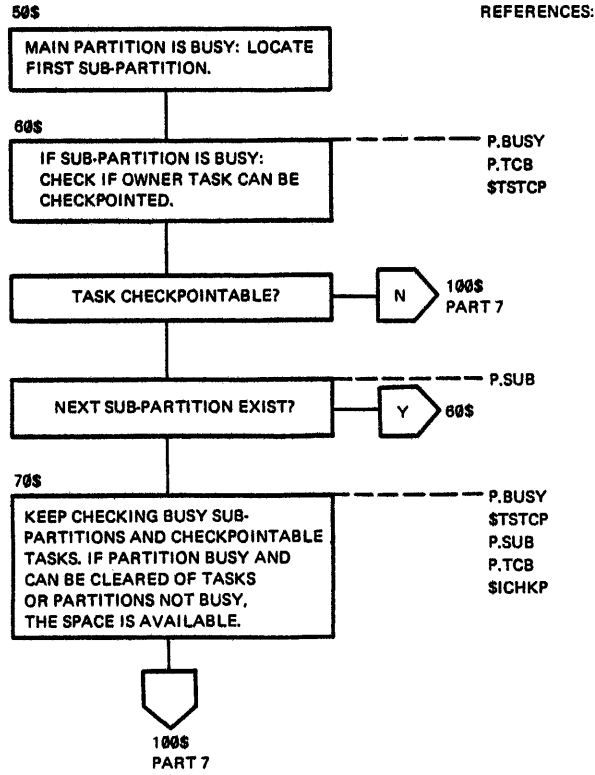 50$
REFERENCES:
MAIN PARTITION IS BUSY: LOCATE
FIRST SUB-PARTITION.
60$
IF SUB-PARTITION IS BUSY:
CHECK IF OWNER TASK CAN BE
CHECKPOINTED.
P.BUSY
P.TCB
$TSTCP
TASK CHECKPOINTABLE?
N
100$
PART 7
P.SUB
NEXT SUB-PARTITION EXIST?
Y
60$
70$
KEEP CHECKING BUSY SUB-
PARTITIONS AND CHECKPOINTABLE
TASKS. IF PARTITION BUSY AND
CAN BE CLEARED OF TASKS
OR PARTITIONS NOT BUSY,
THE SPACE IS AVAILABLE.
P.BUSY
$TSTCP
P.SUB
P.TCB
$ICHKP
100$
PART 7